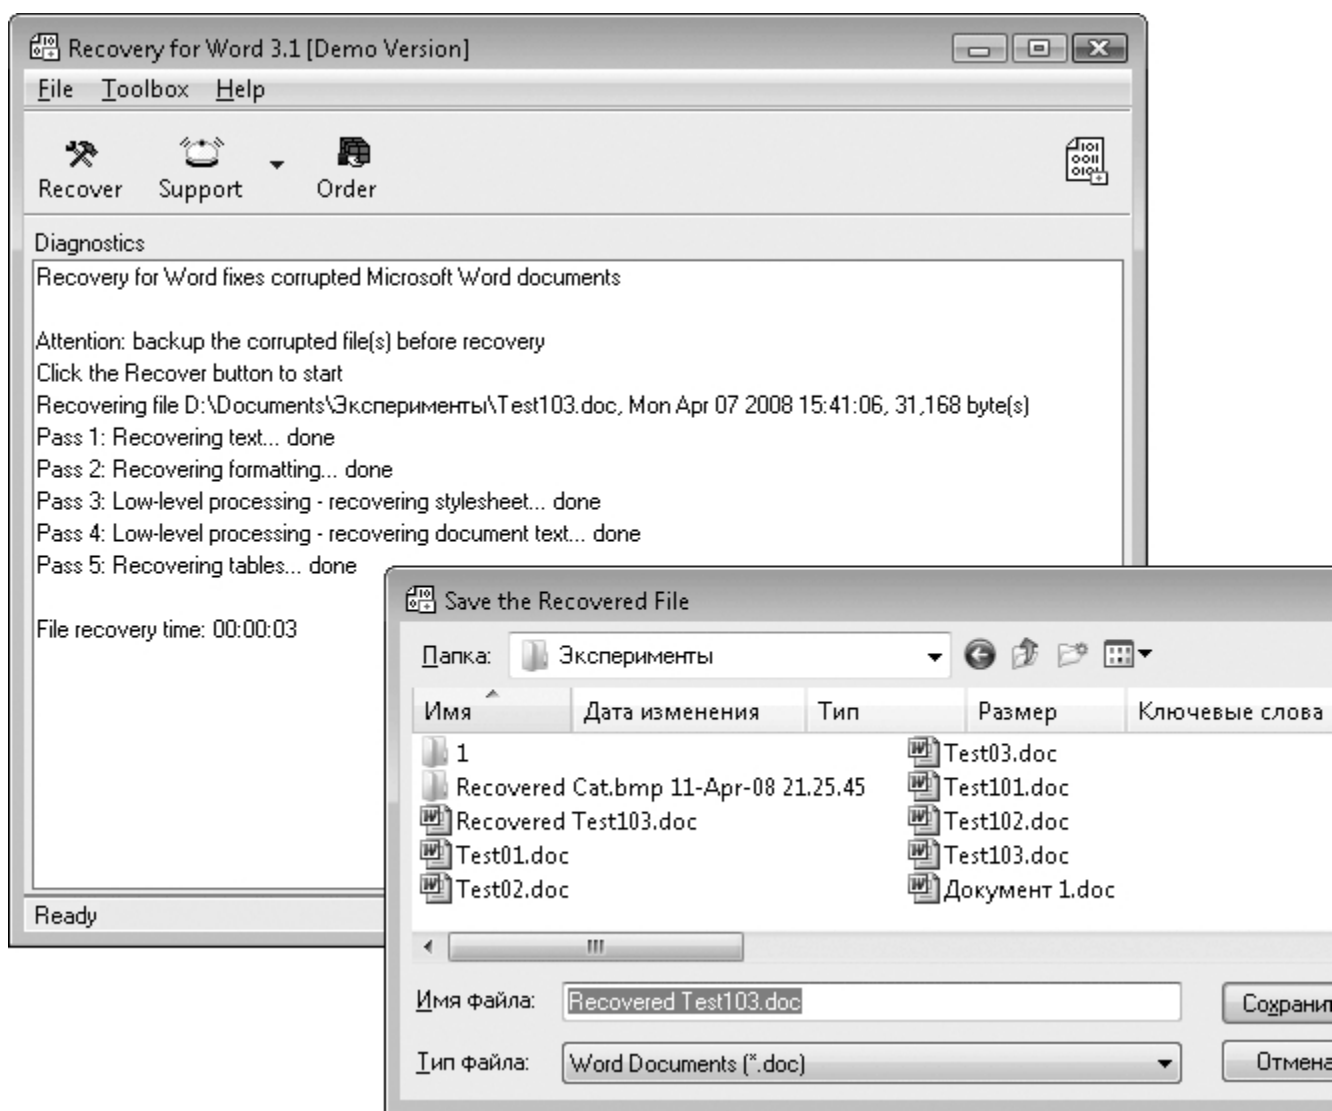 Recovery for Word 3.1 [Demo Version]
File Toolbox Help
Recover Support Order
Diagnostics
Recovery for Word fixes corrupted Microsoft Word documents
Attention: backup the corrupted file(s) before recovery
Click the Recover button to start
Recovering file D:\Documents\Эксперименты\Test103.doc, Mon Apr 07 2008 15:41:06, 31,168 byte(s)
Pass 1: Recovering text... done
Pass 2: Recovering formatting... done
Pass 3: Low-level processing - recovering stylesheet... done
Pass 4: Low-level processing - recovering document text... done
Pass 5: Recovering tables... done
File recovery time: 00:00:03
Ready
Save the Recovered File
Папка: Эксперименты
Имя Дата изменения Тип Размер Ключевые слова
1 Test03.doc
Recovered Cat.bmp 11-Apr-08 21.25.45 Test101.doc
Recovered Test103.doc Test102.doc
Test01.doc Test103.doc
Test02.doc Документ 1.doc
Имя файла: Recovered Test103.doc Сохранит
Тип файла: Word Documents (*.doc) Отмена